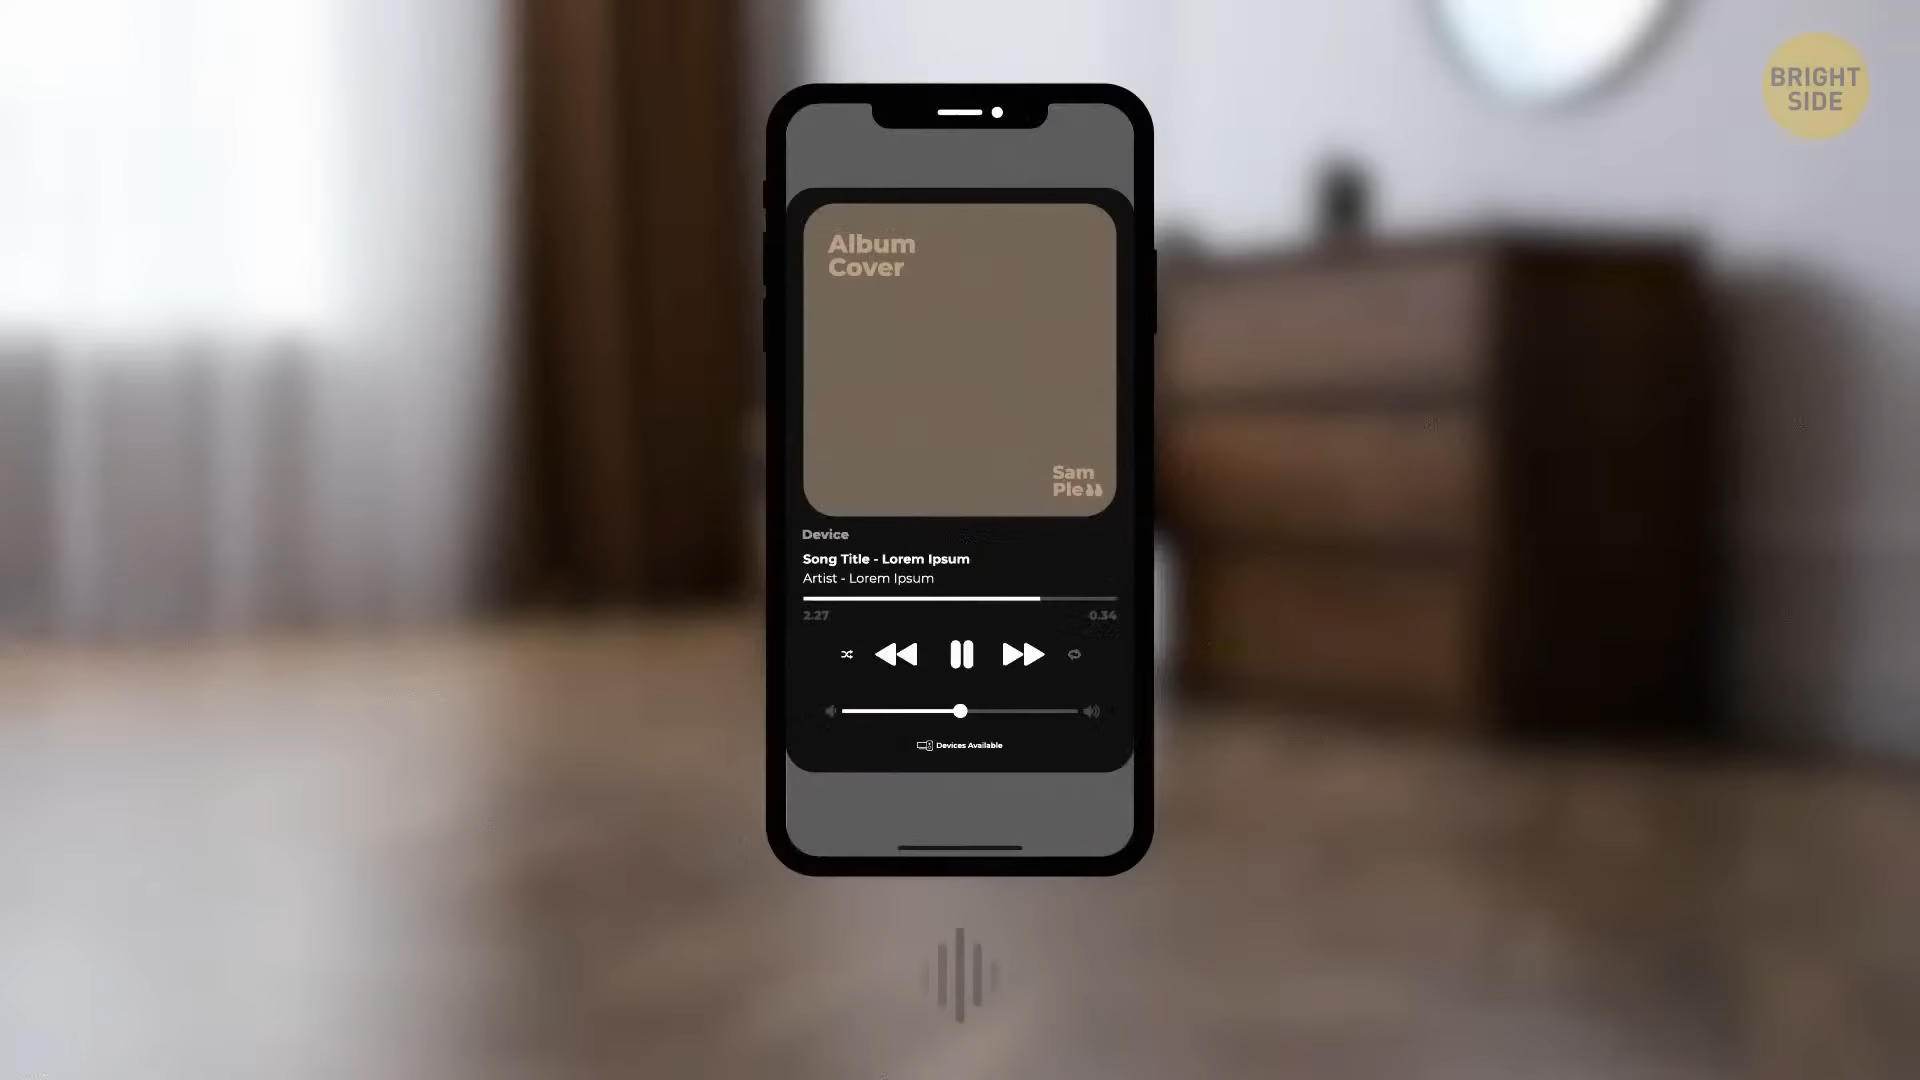 BRIGHT
SIDE
Album
Cover
Sam
Ple
Device
Song Title - Lorem Ipsum
Artist - Lorem Ipsum
2.27
-0.34
Devices Available